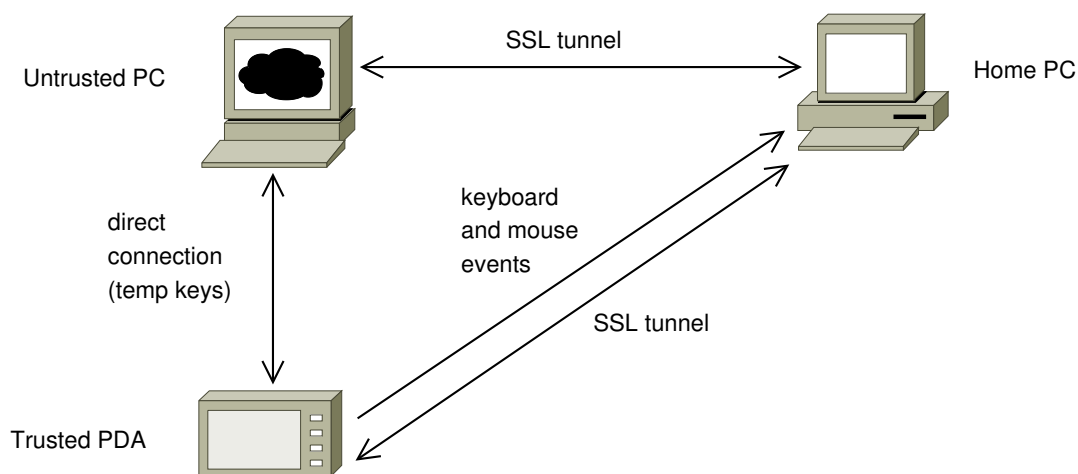 SSL tunnel
Untrusted PC
Home PC
direct
connection
(temp keys)
keyboard
and mouse
events
SSL tunnel
Trusted PDA